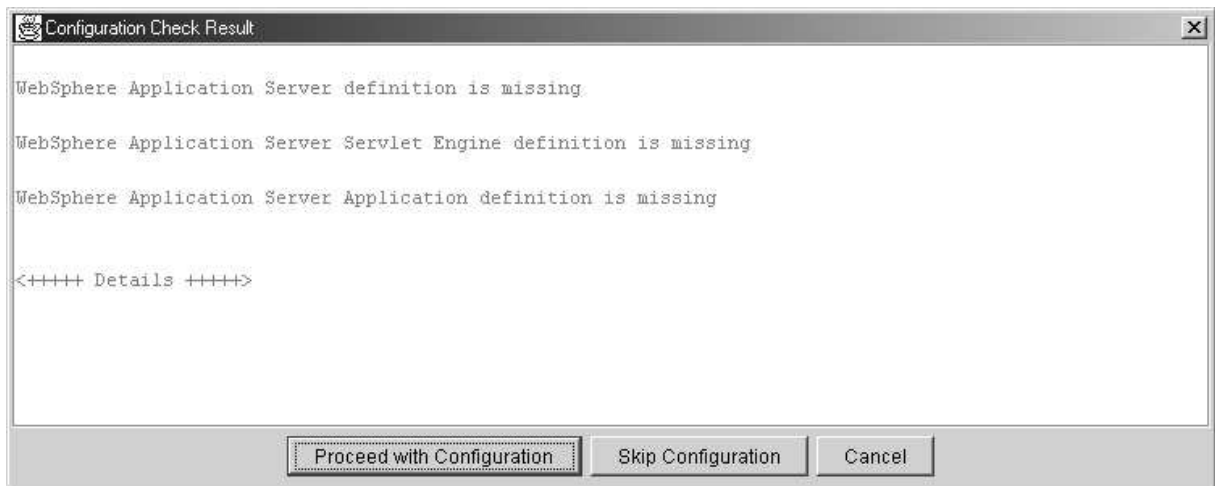 Configuration Check Result
WebSphere Application Server definition is missing
WebSphere Application Server Servlet Engine definition is missing
WebSphere Application Server Application definition is missing
<+++++ Details +++++>
Proceed with Configuration Skip Configuration Cancel